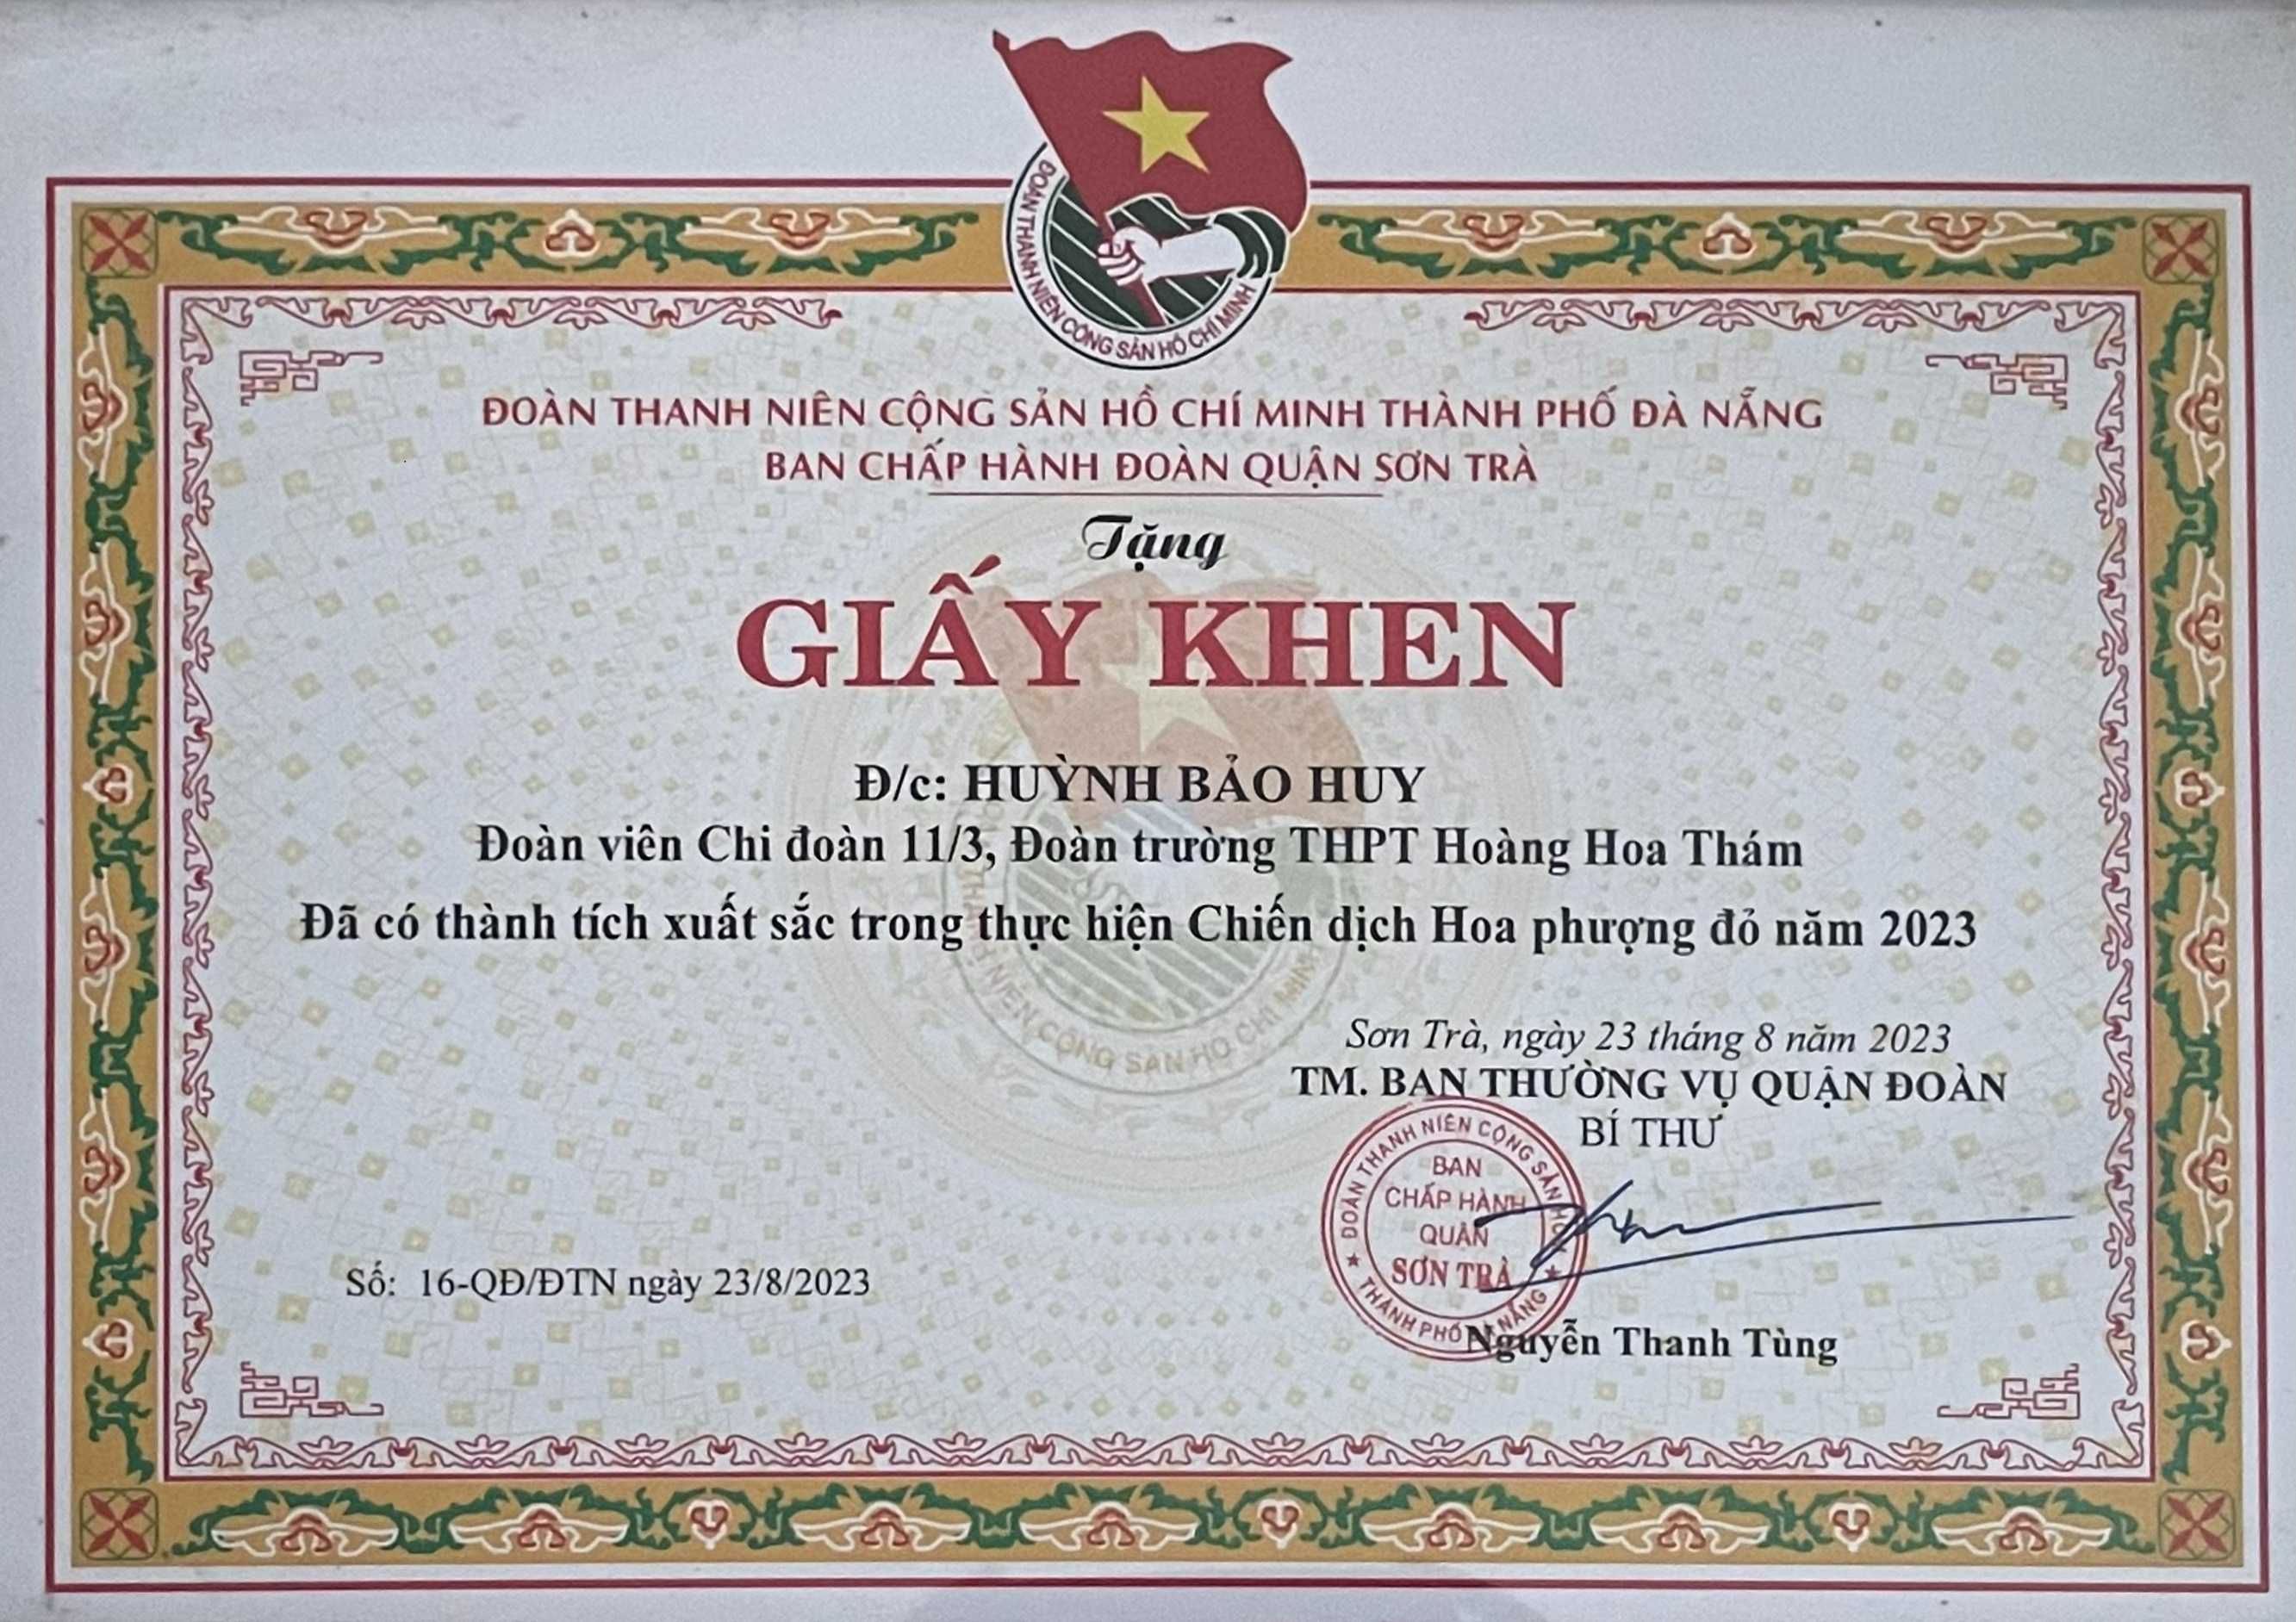 ĐOÀN THANH NIÊN CỘNG SẢN HỒ CHÍ MINH
ĐOÀN THANH NIÊN CỘNG SẢN HỒ CHÍ MINH THÀNH PHỐ ĐÀ NẴNG
BAN CHẤP HÀNH ĐOÀN QUẬN SƠN TRÀ
Tặng
GIẤY KHEN
Đ/c: HUỲNH BẢO HUY
Đoàn viên Chi đoàn 11/3, Đoàn trường THPT Hoàng Hoa Thám
Đã có thành tích xuất sắc trong thực hiện Chiến dịch Hoa phượng đỏ năm 2023
NIÊN CỘNG SẢN HỒ CHÍ MINH
Sơn Trà, ngày 23 tháng 8 năm 2023
TM. BAN THƯỜNG VỤ QUẬN ĐOÀN
BÍ THƯ
ĐOÀN THANH NIÊN CỘNG SẢN
BAN
CHẤP HÀNH
QUẬN
SƠN TRÀ
THÀNH PHỐ NẴNG
Số: 16-QĐ/ĐTN ngày 23/8/2023
Nguyễn Thanh Tùng